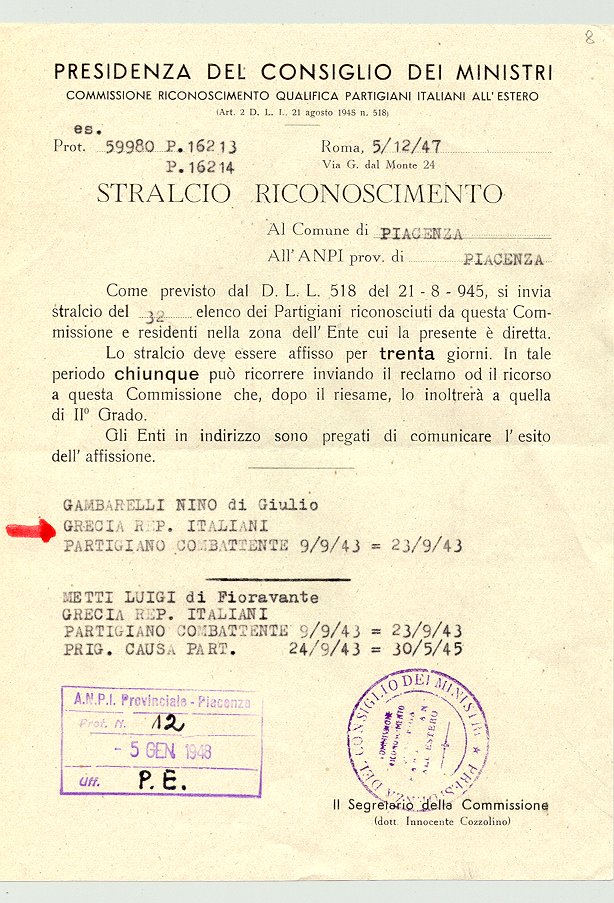 8
PRESIDENZA DEL CONSIGLIO DEI MINISTRI
COMMISSIONE RICONOSCIMENTO QUALIFICA PARTIGIANI ITALIANI ALL'ESTERO
(Art. 2 D. L. L. 21 agosto 1945 n. 518)
es.
Prot. 59980 P.16213 Roma, 5/12/47
P.16214 Via G. dal Monte 24
STRALCIO RICONOSCIMENTO
Al Comune di PIACENZA
All'ANPI prov. di PIACENZA
Come previsto dal D. L. L. 518 del 21 - 8 - 945, si invia
stralcio del 32 elenco dei Partigiani riconosciuti da questa Com-
missione e residenti nella zona dell' Ente cui la presente è diretta.
Lo stralcio deve essere affisso per trenta giorni. In tale
periodo chiunque può ricorrere inviando il reclamo od il ricorso
a questa Commissione che, dopo il riesame, lo inoltrerà a quella
di IIº Grado.
Gli Enti in indirizzo sono pregati di comunicare l' esito
dell' affissione.
GAMBARELLI NINO di Giulio
GRECIA REP. ITALIANI
PARTIGIANO COMBATTENTE 9/9/43 = 23/9/43
METTI LUIGI di Fioravante
GRECIA REP. ITALIANI
PARTIGIANO COMBATTENTE 9/9/43 = 23/9/43
PRIG. CAUSA PART. 24/9/43 = 30/5/45
A.N.P.I. Provinciale - Piacenza
Prot. N. 12
- 5 GEN. 1948
Uff. P.E.
PRESIDENZA DEL CONSIGLIO DEI MINISTRI
COMMISSIONE
RICONOSCIMENTO
ALL'ESTERO
Il Segretario della Commissione
(dott. Innocente Cozzolino)